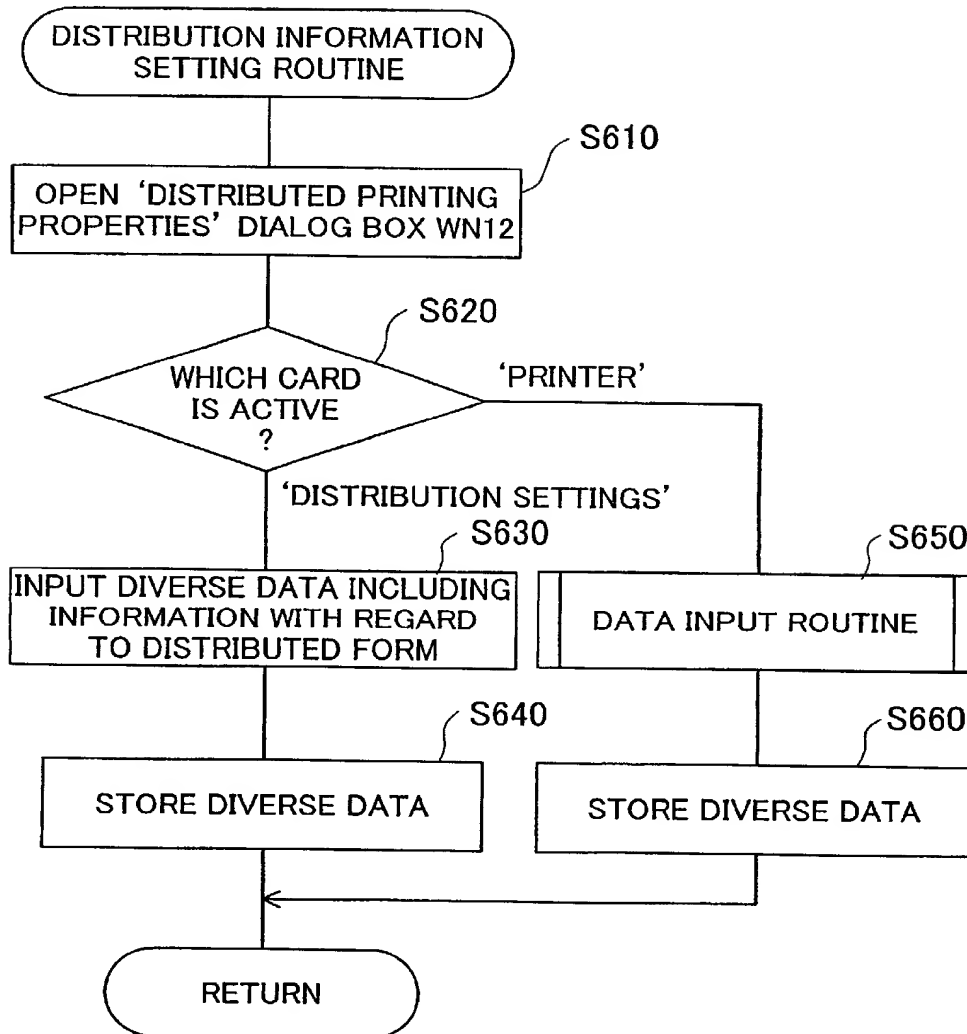 DISTRIBUTION INFORMATION
SETTING ROUTINE
S610
OPEN ‘DISTRIBUTED PRINTING
PROPERTIES’ DIALOG BOX WN12
S620
WHICH CARD
IS ACTIVE
?
‘PRINTER’
‘DISTRIBUTION SETTINGS’
S630
INPUT DIVERSE DATA INCLUDING
INFORMATION WITH REGARD
TO DISTRIBUTED FORM
S650
DATA INPUT ROUTINE
S640
STORE DIVERSE DATA
S660
STORE DIVERSE DATA
RETURN